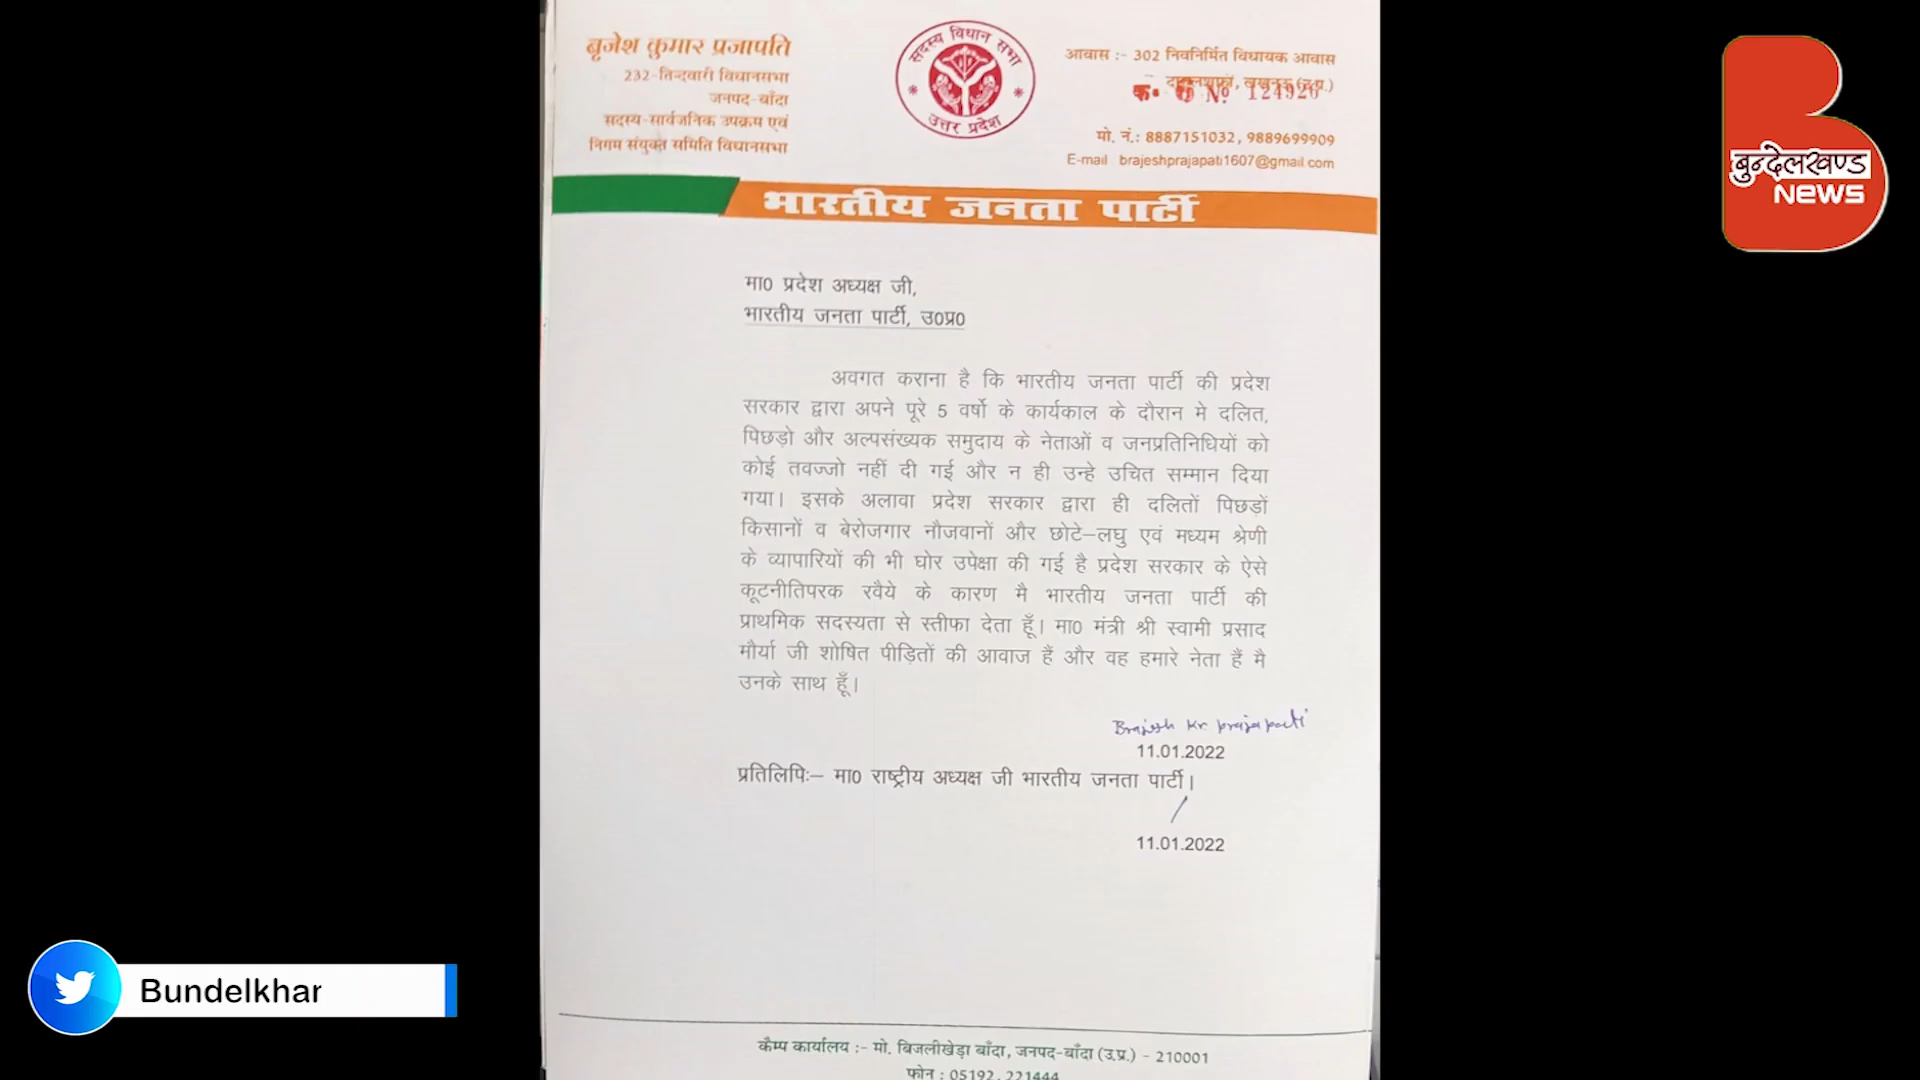 बृजेश कुमार प्रजापति
232-तिन्दवारी विधानसभा
जनपद-बाँदा
सदस्य-सार्वजनिक उपक्रम एवं
निगम संयुक्त समिति विधानसभा
सदस्य विधान सभा
उत्तर प्रदेश
आवास :- 302 निवनिर्मित विधायक आवास
लखनऊ (उ.प्र.)
क. No. 124926
मो. नं.: 8887151032, 9889699909
E-mail brajeshprajapati1607@gmail.com
भारतीय जनता पार्टी
बुन्देलखण्ड
NEWS
मा0 प्रदेश अध्यक्ष जी,
भारतीय जनता पार्टी, उ0प्र0
अवगत कराना है कि भारतीय जनता पार्टी की प्रदेश
सरकार द्वारा अपने पूरे 5 वर्षो के कार्यकाल के दौरान मे दलित,
पिछड़ो और अल्पसंख्यक समुदाय के नेताओं व जनप्रतिनिधियों को
कोई तवज्जो नहीं दी गई और न ही उन्हे उचित सम्मान दिया
गया। इसके अलावा प्रदेश सरकार द्वारा ही दलितों पिछड़ों
किसानों व बेरोजगार नौजवानों और छोटे–लघु एवं मध्यम श्रेणी
के व्यापारियों की भी घोर उपेक्षा की गई है प्रदेश सरकार के ऐसे
कूटनीतिपरक रवैये के कारण मै भारतीय जनता पार्टी की
प्राथमिक सदस्यता से स्तीफा देता हूँ। मा0 मंत्री श्री स्वामी प्रसाद
मौर्या जी शोषित पीड़ितों की आवाज हैं और वह हमारे नेता हैं मै
उनके साथ हूँ।
Brajesh Kr. prajapati
11.01.2022
प्रतिलिपिः– मा0 राष्ट्रीय अध्यक्ष जी भारतीय जनता पार्टी।
11.01.2022
Bundelkhar
कैम्प कार्यालय :- मो. बिजलीखेड़ा बाँदा, जनपद-बाँदा (उ.प्र.) - 210001
फोन : 05192, 221444